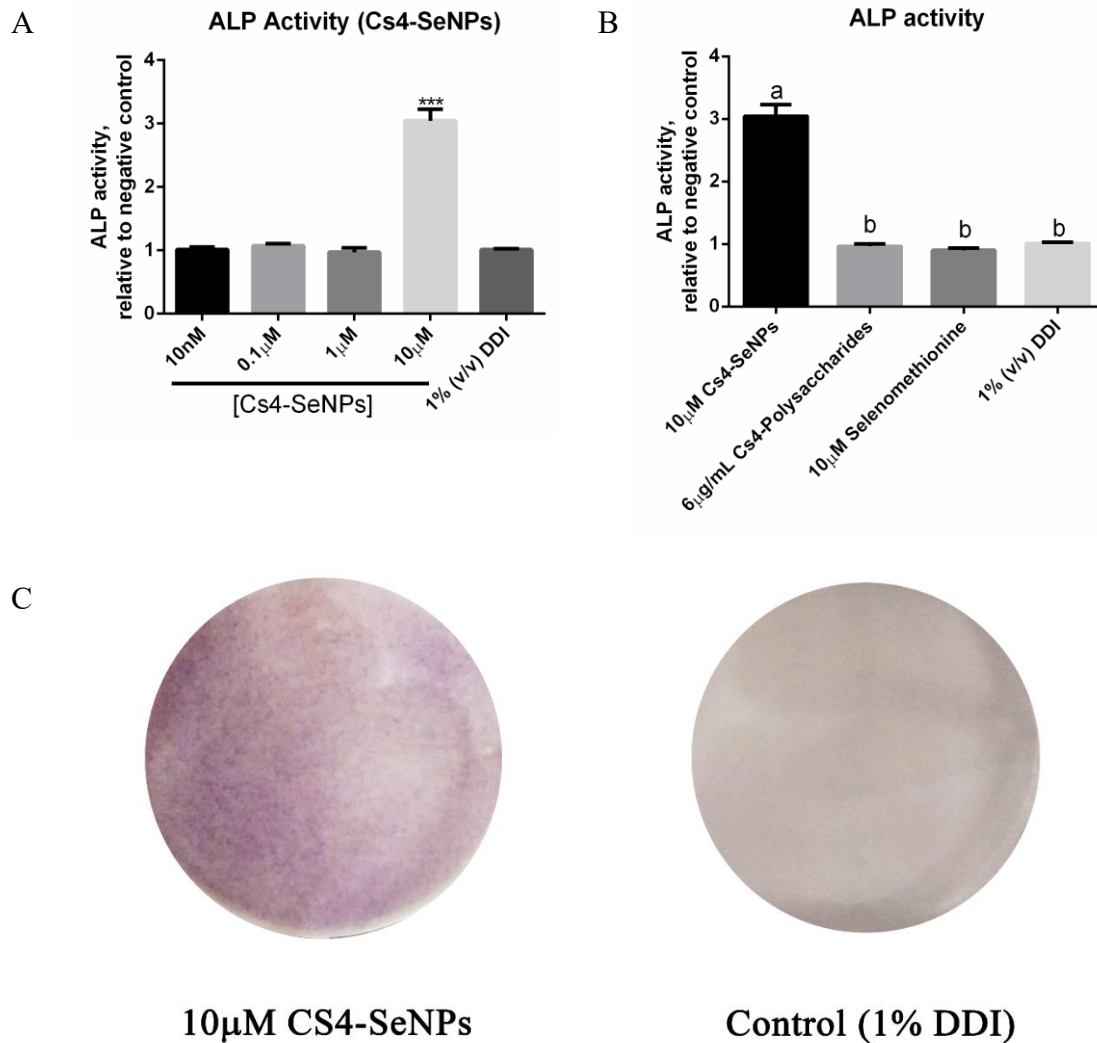 A
ALP Activity (Cs4-SeNPs)
ALP activity,
relative to negative control
4
3
2
1
0
***
10nM
0.1μM
1μM
10μM
1% (v/v) DDI
[Cs4-SeNPs]
B
ALP activity
ALP activity,
relative to negative control
4
3
2
1
0
a
b
b
b
10μM Cs4-SeNPs
6μg/mL Cs4-Polysaccharides
10μM Selenomethionine
1% (v/v) DDI
C
10μM CS4-SeNPs
Control (1% DDI)